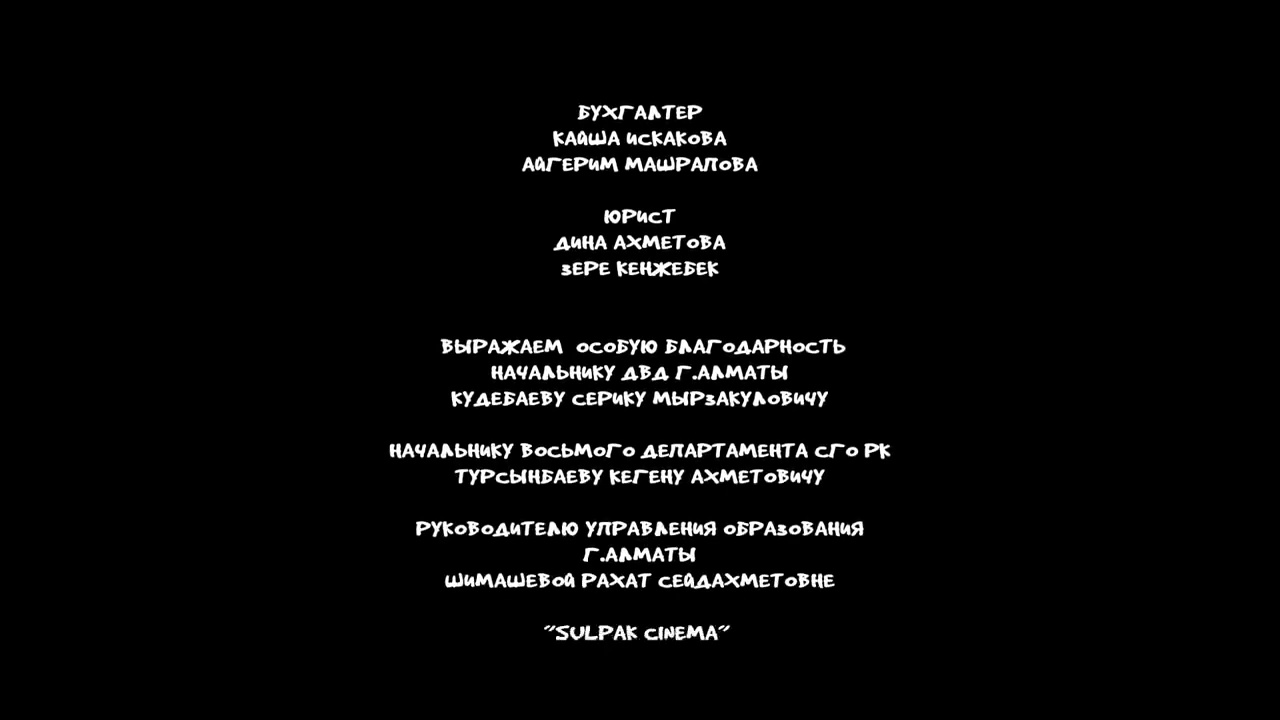 БУХГАЛТЕР
КАЙША ИСКАКОВА
АЙГЕРИМ МАШРАПОВА
ЮРИСТ
ДИНА АХМЕТОВА
ЗЕРЕ КЕНЖЕБЕК
ВЫРАЖАЕМ ОСОБУЮ БЛАГОДАРНОСТЬ
НАЧАЛЬНИКУ ДВД Г.АЛМАТЫ
КУДЕБАЕВУ СЕРИКУ МЫРЗАКУЛОВИЧУ
НАЧАЛЬНИКУ ВОСЬМОГО ДЕПАРТАМЕНТА СГО РК
ТУРСЫНБАЕВУ КЕГЕНУ АХМЕТОВИЧУ
РУКОВОДИТЕЛЮ УПРАВЛЕНИЯ ОБРАЗОВАНИЯ
Г.АЛМАТЫ
ШИМАШЕВОЙ РАХАТ СЕЙДАХМЕТОВНЕ
"SULPAK CINEMA"